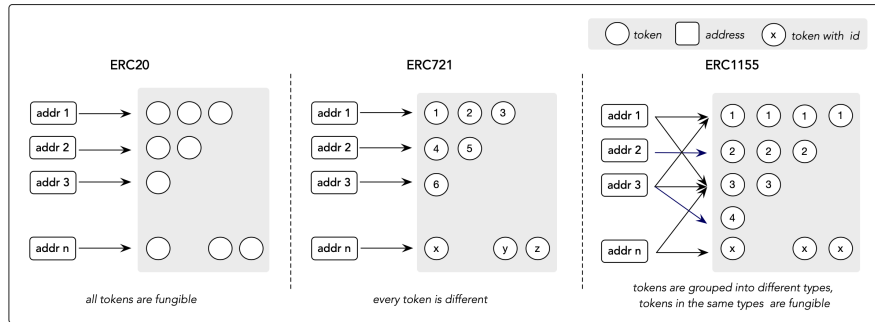 token
address
x
token with id
ERC20
ERC721
ERC1155
addr 1
addr 2
addr 3
addr n
all tokens are fungible
addr 1
1 2 3
addr 2
4 5
addr 3
6
addr n
x y z
every token is different
addr 1
1 1 1 1
addr 2
2 2 2
addr 3
3 3
4
addr n
x x x
tokens are grouped into different types,
tokens in the same types are fungible